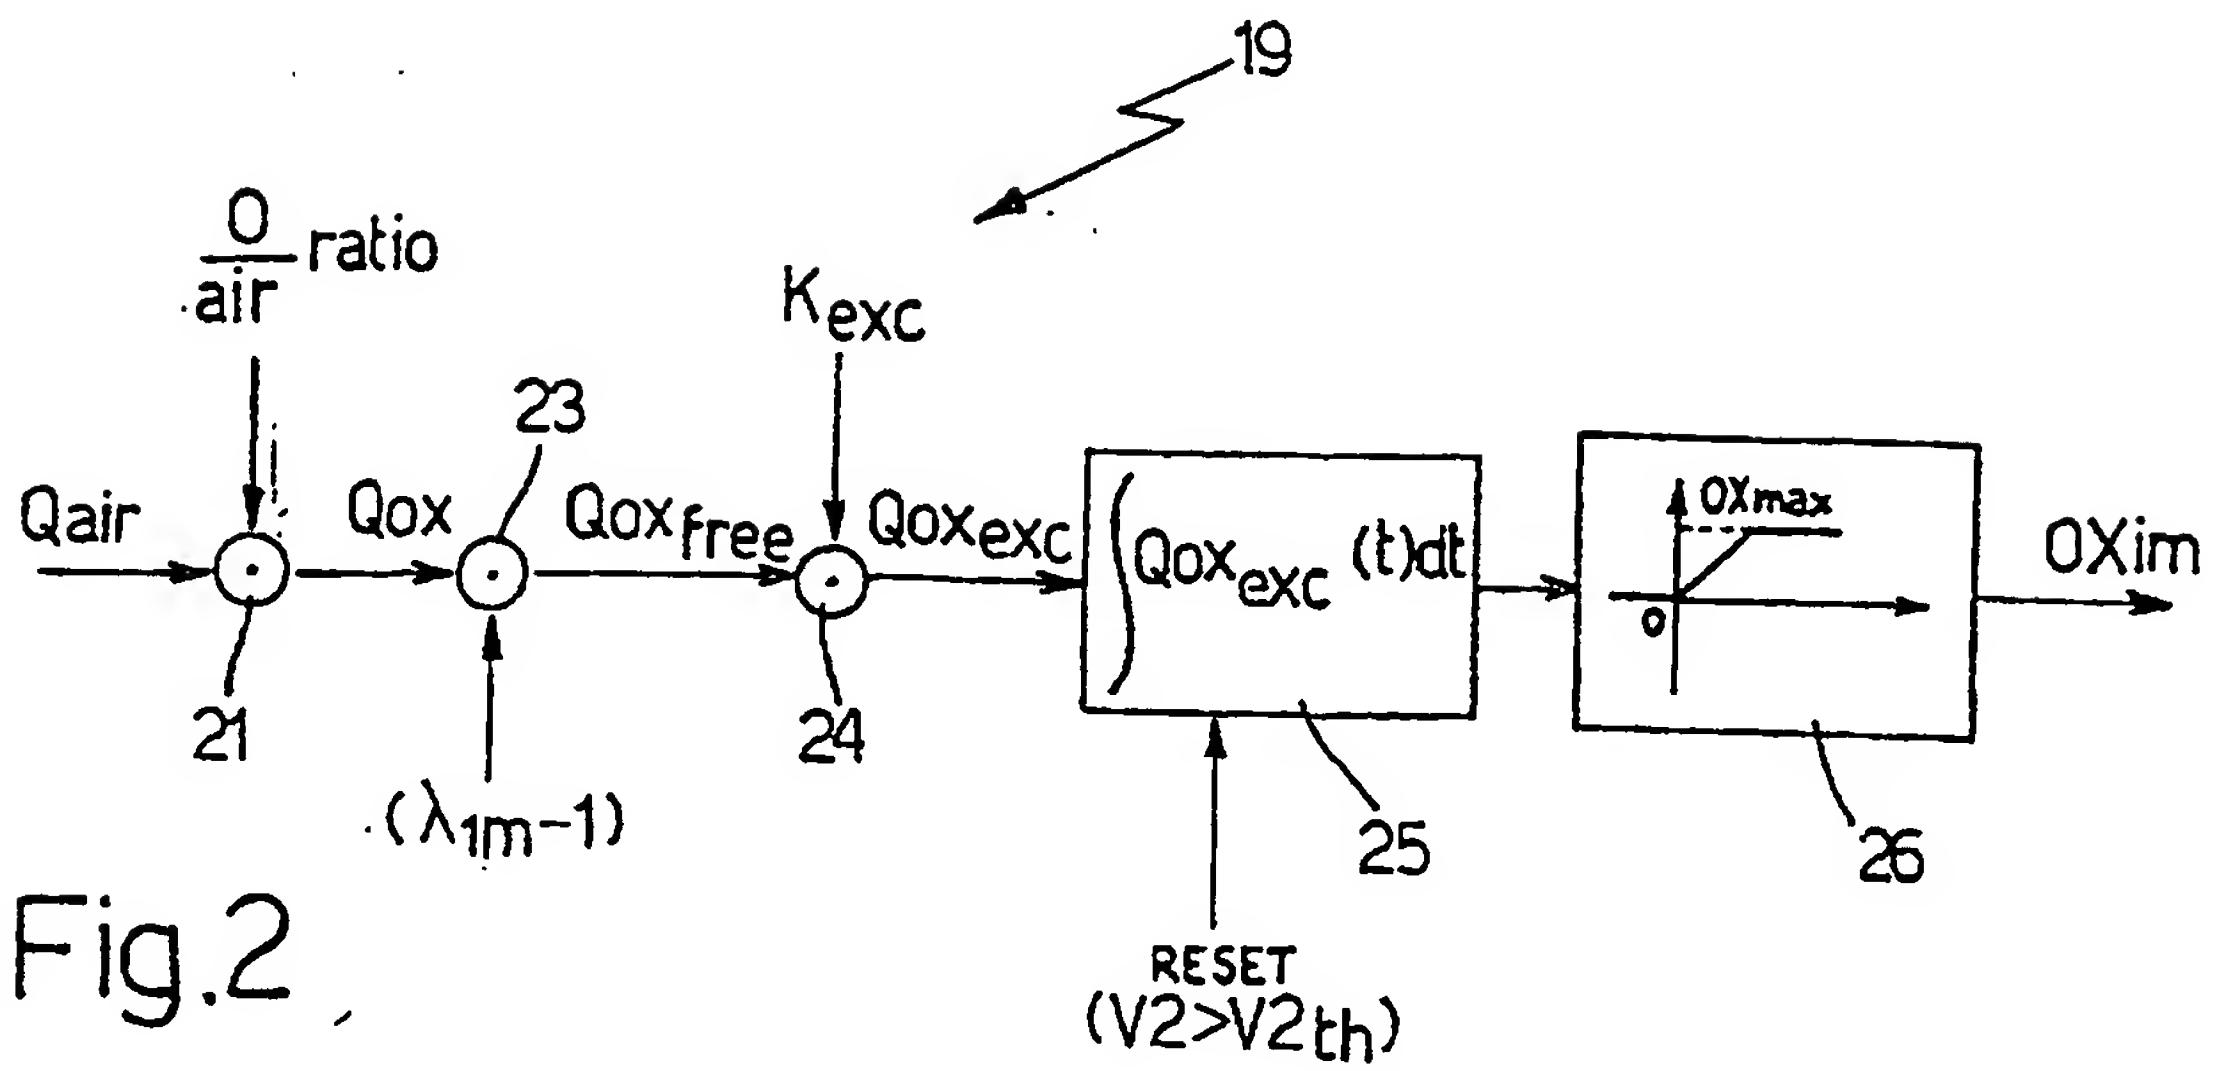 19
O
air
ratio
Kexc
23
Qair
Qox
Qoxfree
Qoxexc
∫Qoxexc (t)dt
OXmax
0
OXim
21
24
(λ1m-1)
25
26
RESET
(V2>V2th)
Fig.2